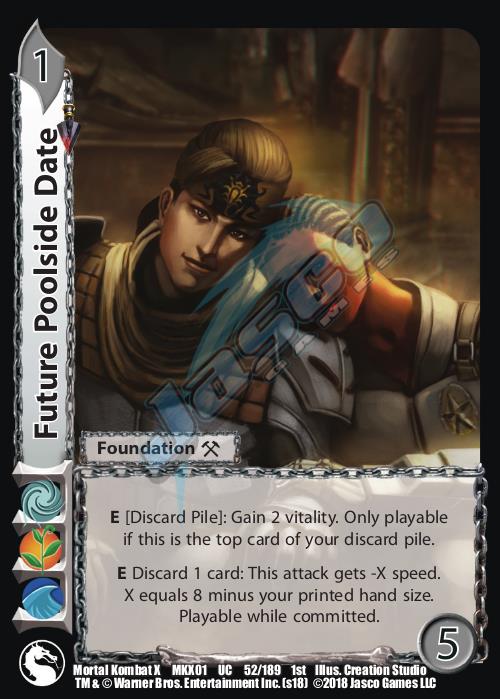 1
Future Poolside Date
Jasco
GAMES
Foundation
E [Discard Pile]: Gain 2 vitality. Only playable
if this is the top card of your discard pile.
E Discard 1 card: This attack gets -X speed.
X equals 8 minus your printed hand size.
Playable while committed.
5
Mortal Kombat X MKX01 UC 52/189 1st Illus. Creation Studio
TM & © Warner Bros. Entertainment Inc. (s18) ©2018 Jasco Games LLC